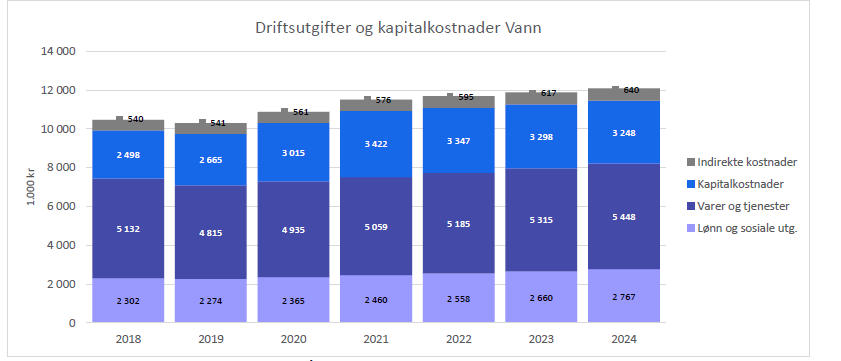 Driftsutgifter og kapitalkostnader Vann
14 000
12 000
10 000
8 000
6 000
4 000
2 000
0
1.000 kr
540 541 561 576 595 617 640
2 498 2 665 3 015 3 422 3 347 3 298 3 248
5 132 4 815 4 935 5 059 5 185 5 315 5 448
2 302 2 274 2 365 2 460 2 558 2 660 2 767
2018 2019 2020 2021 2022 2023 2024
Indirekte kostnader
Kapitalkostnader
Varer og tjenester
Lønn og sosiale utg.